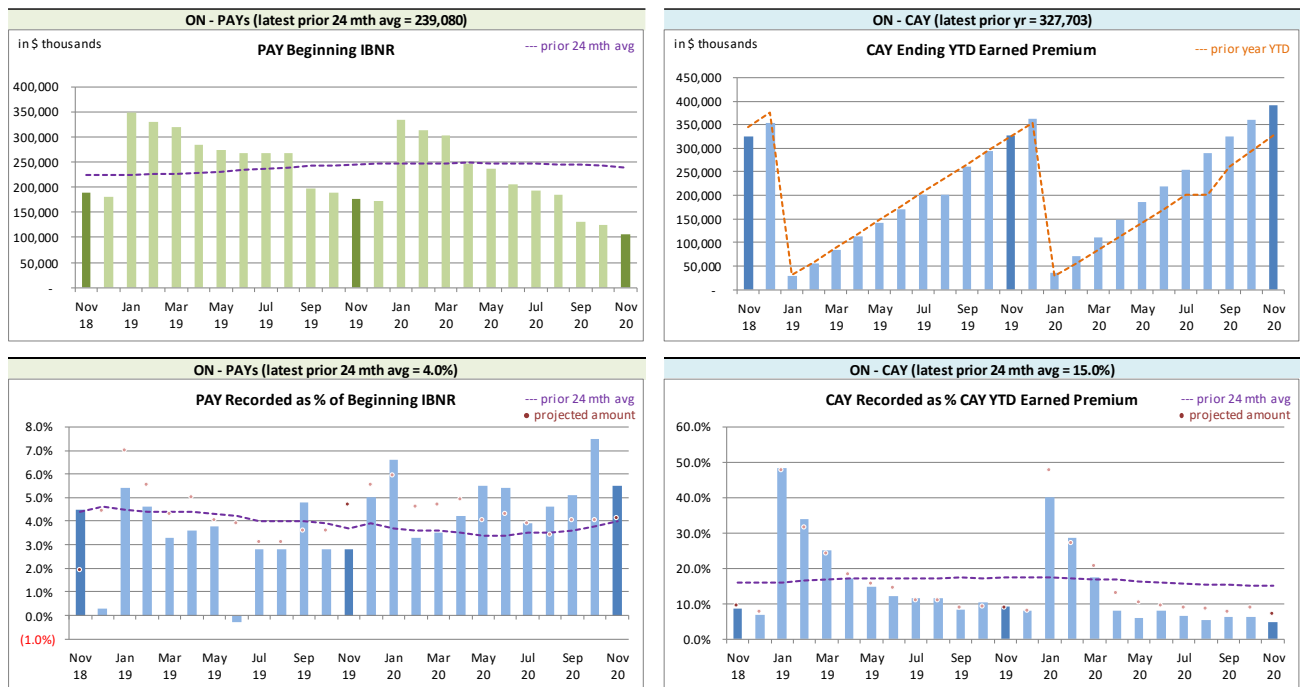 ON - PAYs (latest prior 24 mth avg = 239,080)
in $ thousands
PAY Beginning IBNR
--- prior 24 mth avg
400,000
350,000
300,000
250,000
200,000
150,000
100,000
50,000
-
Nov 18 Jan 19 Mar 19 May 19 Jul 19 Sep 19 Nov 19 Jan 20 Mar 20 May 20 Jul 20 Sep 20 Nov 20
ON - CAY (latest prior yr = 327,703)
in $ thousands
CAY Ending YTD Earned Premium
--- prior year YTD
450,000
400,000
350,000
300,000
250,000
200,000
150,000
100,000
50,000
-
Nov 18 Jan 19 Mar 19 May 19 Jul 19 Sep 19 Nov 19 Jan 20 Mar 20 May 20 Jul 20 Sep 20 Nov 20
ON - PAYs (latest prior 24 mth avg = 4.0%)
PAY Recorded as % of Beginning IBNR
--- prior 24 mth avg
• projected amount
8.0%
7.0%
6.0%
5.0%
4.0%
3.0%
2.0%
1.0%
0.0%
(1.0%)
Nov 18 Jan 19 Mar 19 May 19 Jul 19 Sep 19 Nov 19 Jan 20 Mar 20 May 20 Jul 20 Sep 20 Nov 20
ON - CAY (latest prior 24 mth avg = 15.0%)
CAY Recorded as % CAY YTD Earned Premium
--- prior 24 mth avg
• projected amount
60.0%
50.0%
40.0%
30.0%
20.0%
10.0%
0.0%
Nov 18 Jan 19 Mar 19 May 19 Jul 19 Sep 19 Nov 19 Jan 20 Mar 20 May 20 Jul 20 Sep 20 Nov 20